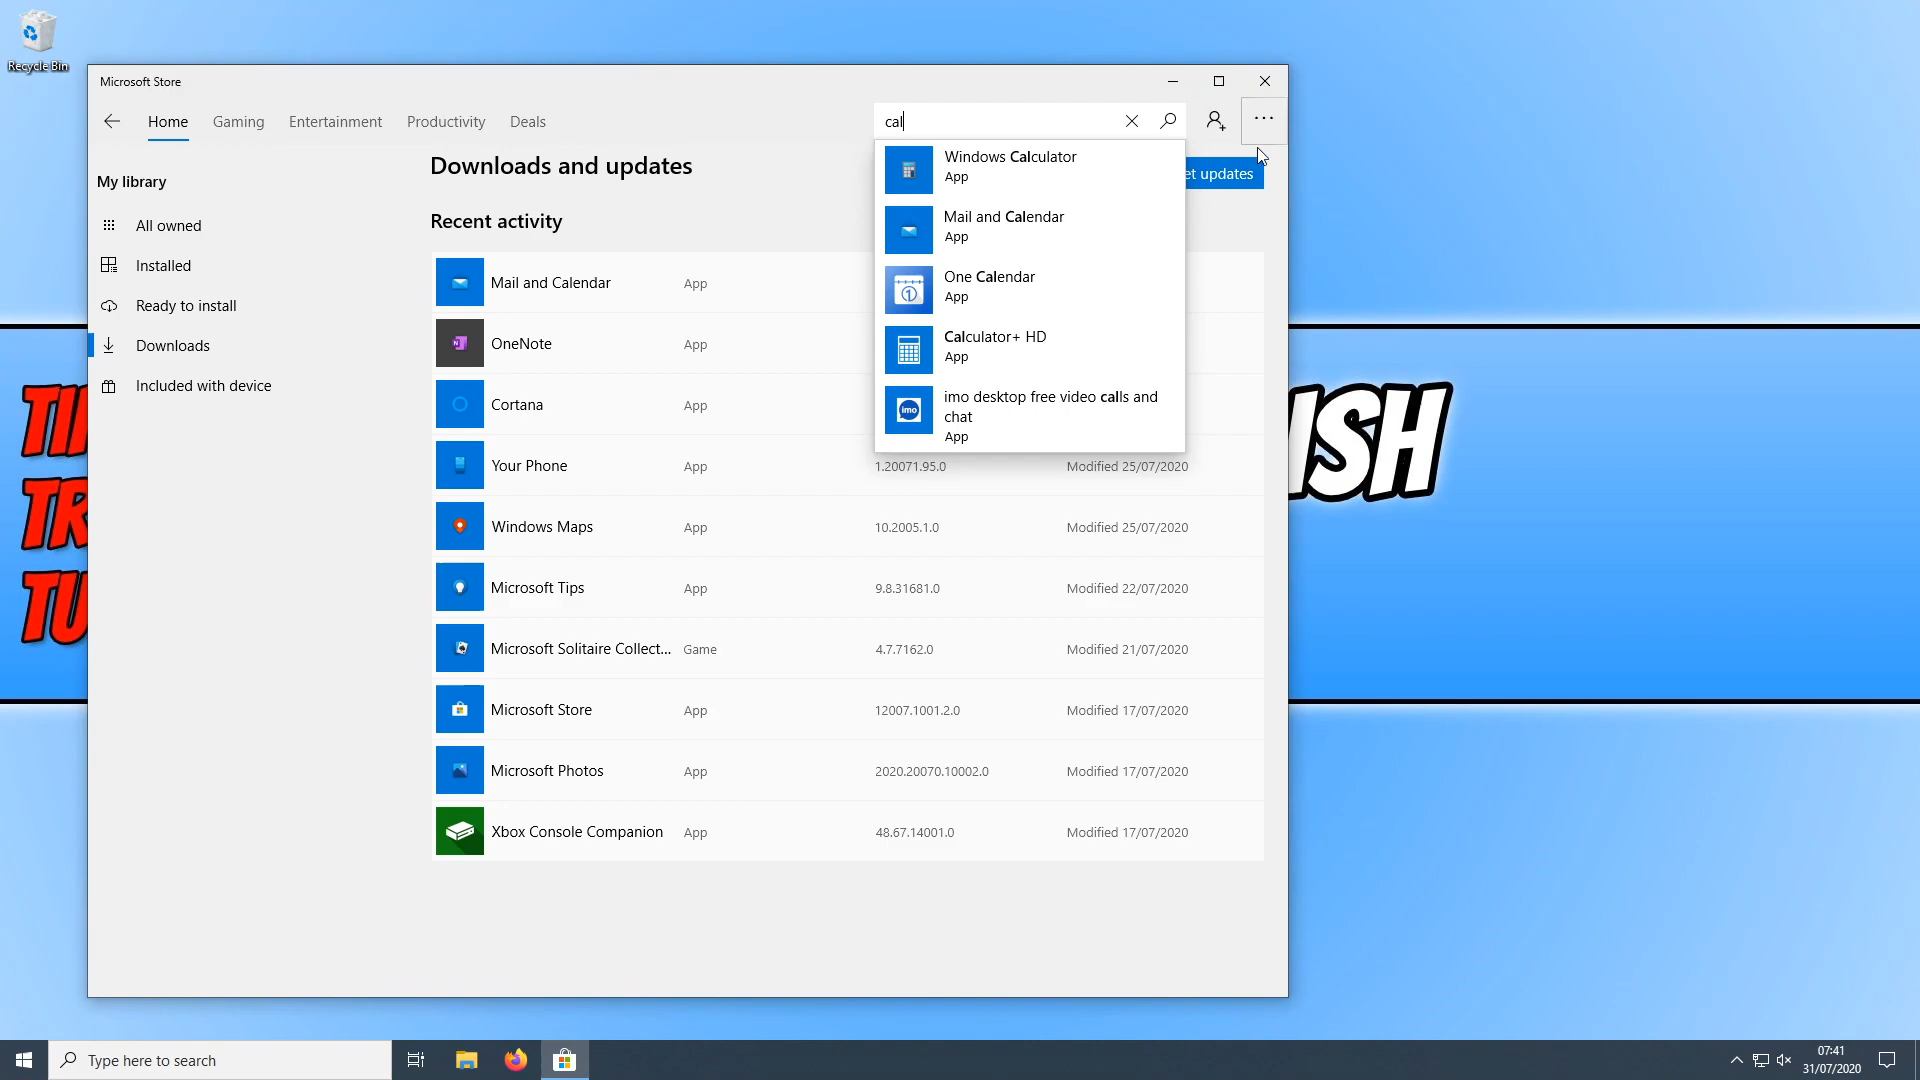 Recycle Bin
Microsoft Store
Home Gaming Entertainment Productivity Deals
cal
My library
All owned
Installed
Ready to install
Downloads
Included with device
Downloads and updates
et updates
Recent activity
Windows Calculator
App
Mail and Calendar
App
One Calendar
App
Calculator+ HD
App
imo desktop free video calls and
chat
App
Mail and Calendar App
OneNote App
Cortana App
Your Phone App 1.20071.95.0 Modified 25/07/2020
Windows Maps App 10.2005.1.0 Modified 25/07/2020
Microsoft Tips App 9.8.31681.0 Modified 22/07/2020
Microsoft Solitaire Collect... Game 4.7.7162.0 Modified 21/07/2020
Microsoft Store App 12007.1001.2.0 Modified 17/07/2020
Microsoft Photos App 2020.20070.10002.0 Modified 17/07/2020
Xbox Console Companion App 48.67.14001.0 Modified 17/07/2020
TI
TR
TU
ISH
Type here to search
07:41
31/07/2020